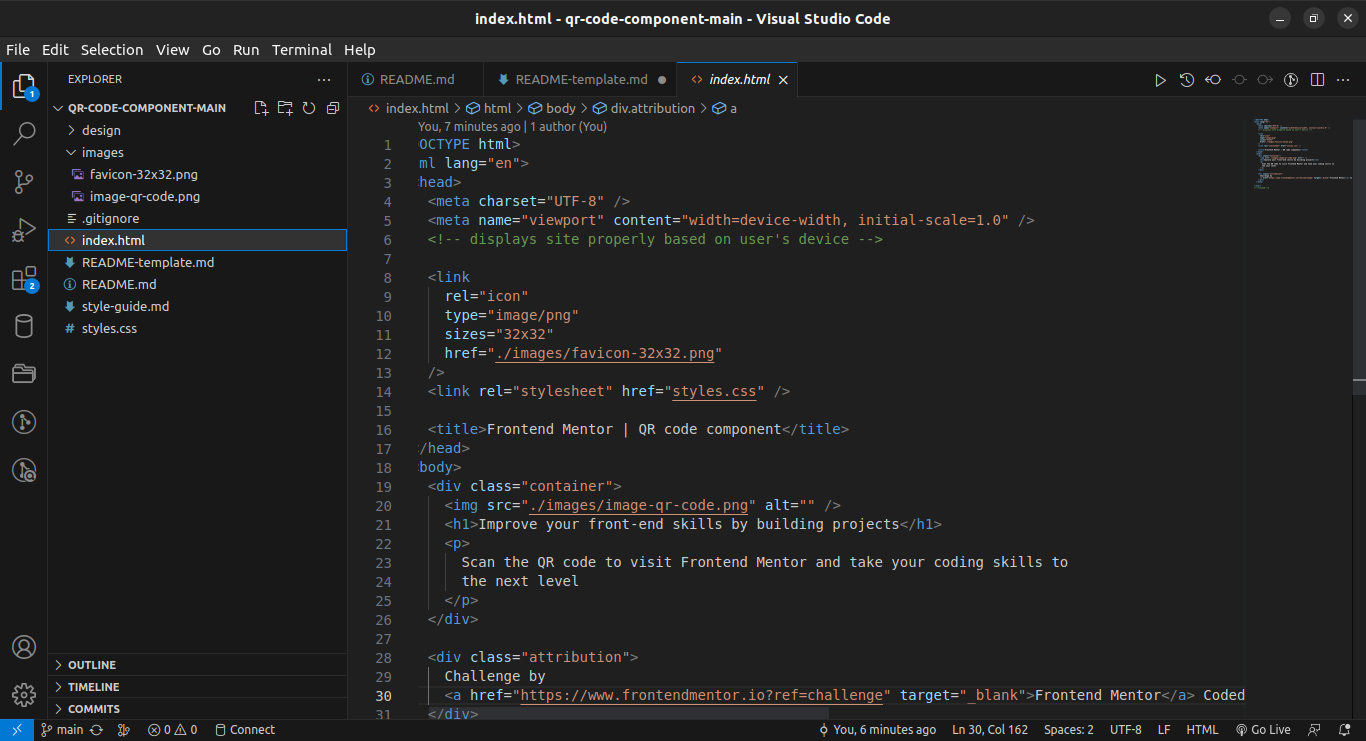 index.html - qr-code-component-main - Visual Studio Code
File Edit Selection View Go Run Terminal Help
EXPLORER
QR-CODE-COMPONENT-MAIN
design
images
favicon-32x32.png
image-qr-code.png
.gitignore
index.html
README-template.md
README.md
style-guide.md
styles.css
OUTLINE
TIMELINE
COMMITS
1
2
README.md README-template.md index.html
index.html > html > body > div.attribution > a
You, 7 minutes ago | 1 author (You)
1 OCTYPE html>
2 ml lang="en">
3 head>
4 <meta charset="UTF-8" />
5 <meta name="viewport" content="width=device-width, initial-scale=1.0" />
6 <!-- displays site properly based on user's device -->
7
8 <link
9 rel="icon"
10 type="image/png"
11 sizes="32x32"
12 href="./images/favicon-32x32.png"
13 />
14 <link rel="stylesheet" href="styles.css" />
15
16 <title>Frontend Mentor | QR code component</title>
17 /head>
18 body>
19 <div class="container">
20 <img src="./images/image-qr-code.png" alt="" />
21 <h1>Improve your front-end skills by building projects</h1>
22 <p>
23 Scan the QR code to visit Frontend Mentor and take your coding skills to
24 the next level
25 </p>
26 </div>
27
28 <div class="attribution">
29 Challenge by
30 <a href="https://www.frontendmentor.io?ref=challenge" target="_blank">Frontend Mentor</a> Coded
31 </div>
main 0 0 Connect You, 6 minutes ago Ln 30, Col 162 Spaces: 2 UTF-8 LF HTML Go Live